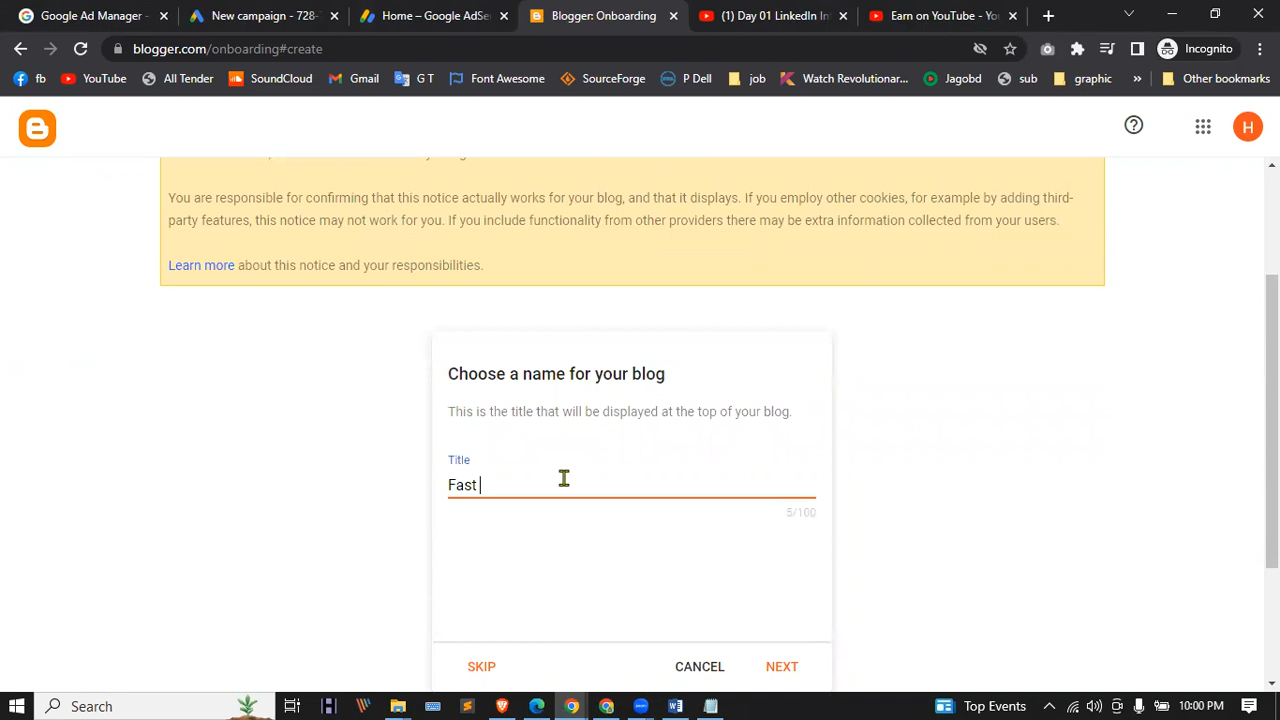 Google Ad Manager -
New campaign - 728-
Home – Google AdSe
Blogger: Onboarding
(1) Day 01 LinkedIn In
Earn on YouTube - Yo
Incognito
blogger.com/onboarding#create
fb
YouTube
All Tender
SoundCloud
Gmail
G T
Font Awesome
SourceForge
P Dell
job
Watch Revolutionar...
Jagobd
sub
graphic
Other bookmarks
H
You are responsible for confirming that this notice actually works for your blog, and that it displays. If you employ other cookies, for example by adding third-
party features, this notice may not work for you. If you include functionality from other providers there may be extra information collected from your users.
Learn more about this notice and your responsibilities.
Choose a name for your blog
This is the title that will be displayed at the top of your blog.
Title
Fast
5/100
SKIP
CANCEL
NEXT
Search
Top Events
10:00 PM